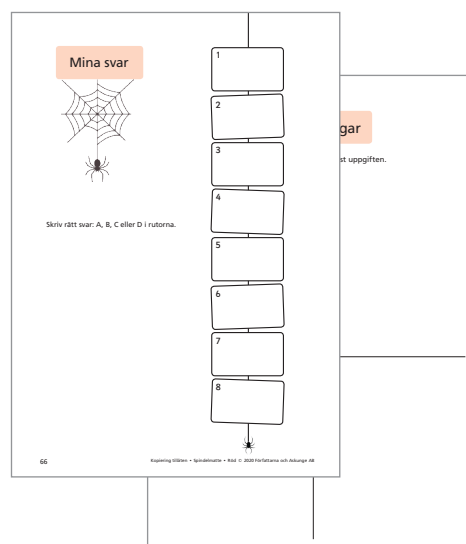 Mina svar
Skriv rätt svar: A, B, C eller D i rutorna.
1
2
3
4
5
6
7
8
66
Kopiering tillåten • Spindelmatte • Röd © 2020 Författarna och Askunge AB
gar
st uppgiften.